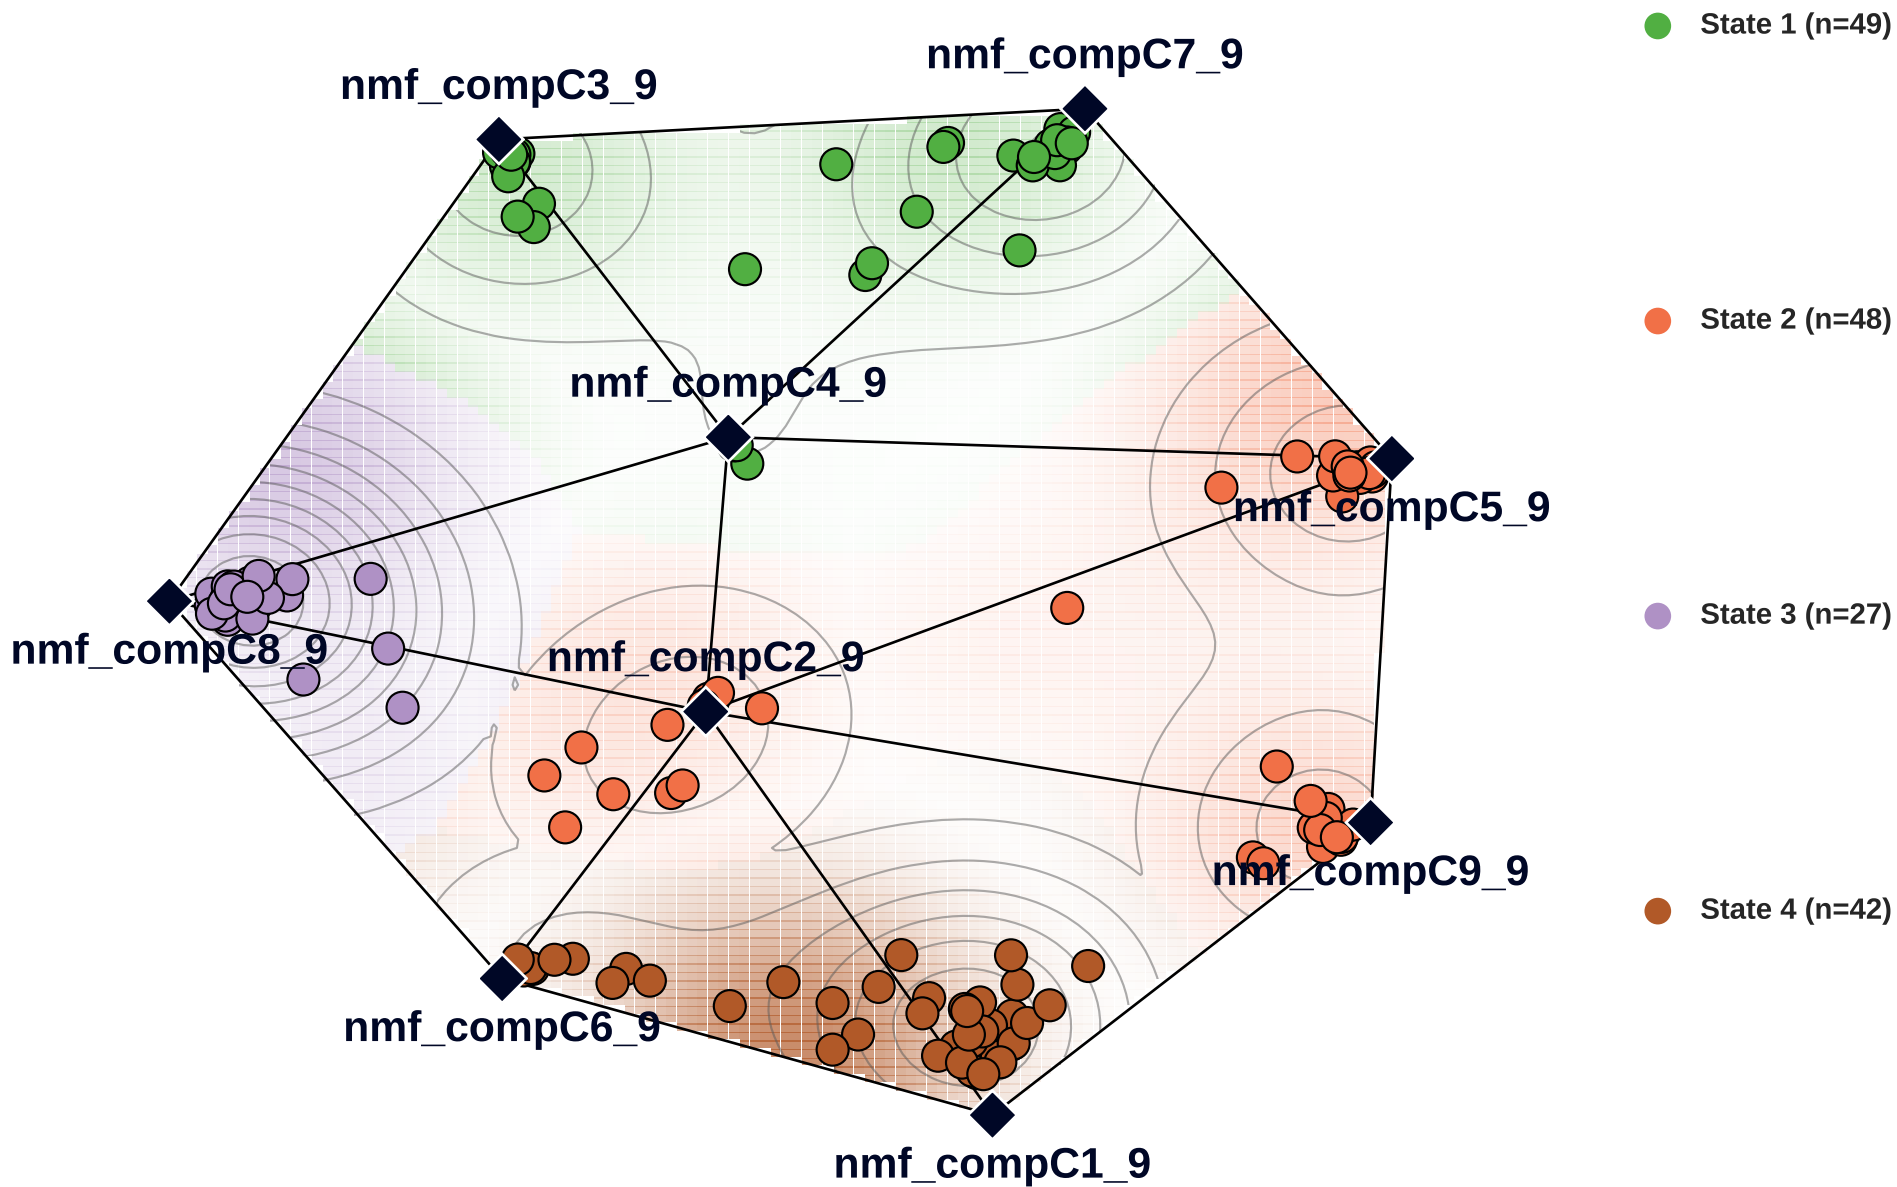 State 1 (n=49)
nmf_compC7_9
nmf_compC3_9
State 2 (n=48)
nmf_compC4_9
nmf_compC5_9
State 3 (n=27)
nmf_compC8_9
nmf_compC2_9
nmf_compC9_9
State 4 (n=42)
nmf_compC6_9
nmf_compC1_9